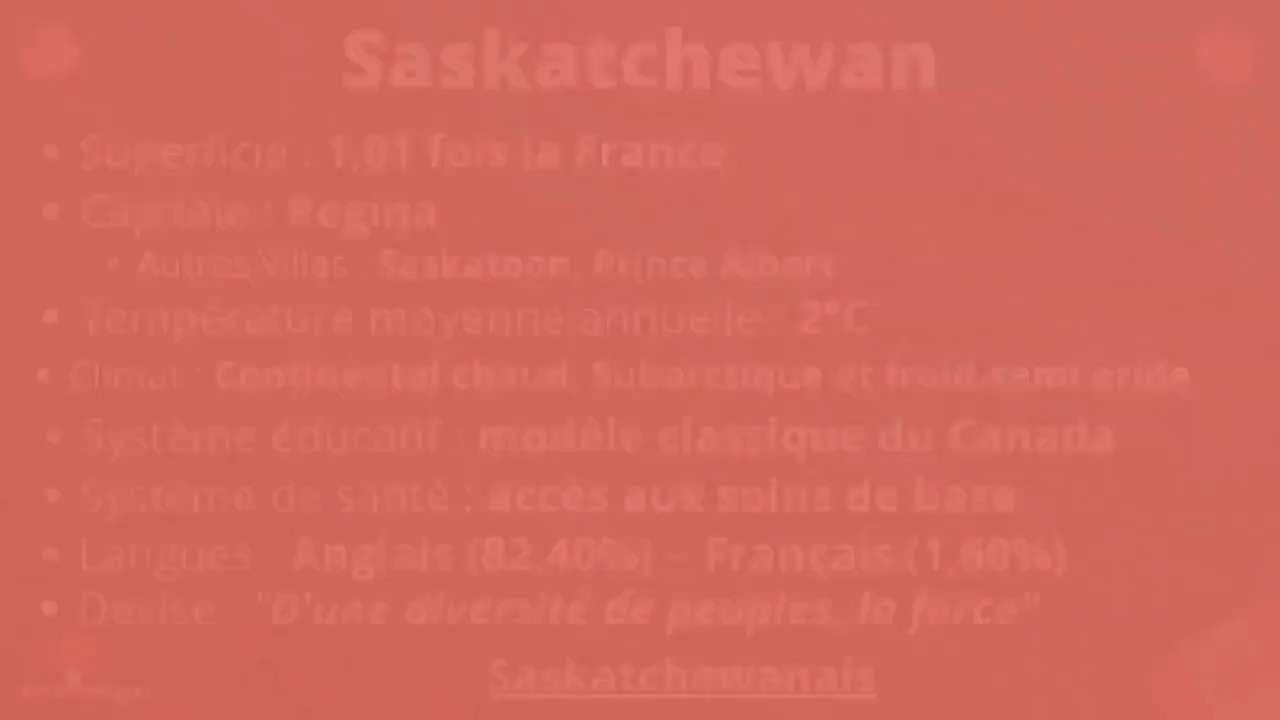 Saskatchewan
• Superficie : 1,01 fois la France
• Capitale : Regina
• Autres Villes : Saskatoon, Prince Albert
• Température moyenne annuelle : 2°C
• Climat : Continental chaud, Subarctique et froid semi aride
• Système éducatif : modèle classique du Canada
• Système de santé : accès aux soins de base
• Langues : Anglais (82,40%) - Français (1,60%)
• Devise : "D'une diversité de peuples, la force"
Saskatchewanais